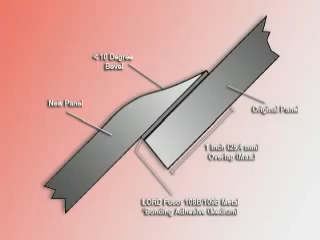 < 10 Degree
Bevel
New Panel
Original Panel
1 inch (25.4 mm)
Overlap (Max.)
LORD Fusor 108B/109B Metal
Bonding Adhesive (Medium)